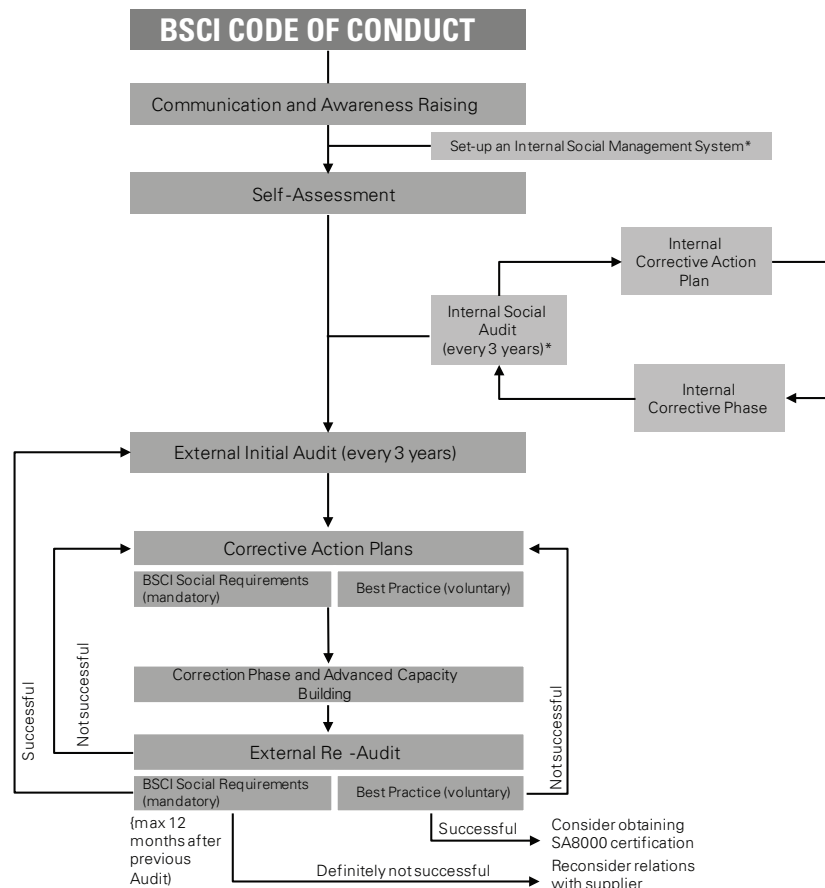 BSCI CODE OF CONDUCT
Communication and Awareness Raising
Set-up an Internal Social Management System*
Self-Assessment
Internal
Corrective Action
Plan
Internal Social
Audit
(every 3 years)*
Internal
Corrective Phase
External Initial Audit (every 3 years)
Corrective Action Plans
BSCI Social Requirements
(mandatory)
Best Practice (voluntary)
Correction Phase and Advanced Capacity
Building
Successful
Not successful
Not successful
External Re -Audit
BSCI Social Requirements
(mandatory)
Best Practice (voluntary)
(max 12
months after
previous
Audit)
Successful
Consider obtaining
SA8000 certification
Definitely not successful
Reconsider relations
with supplier